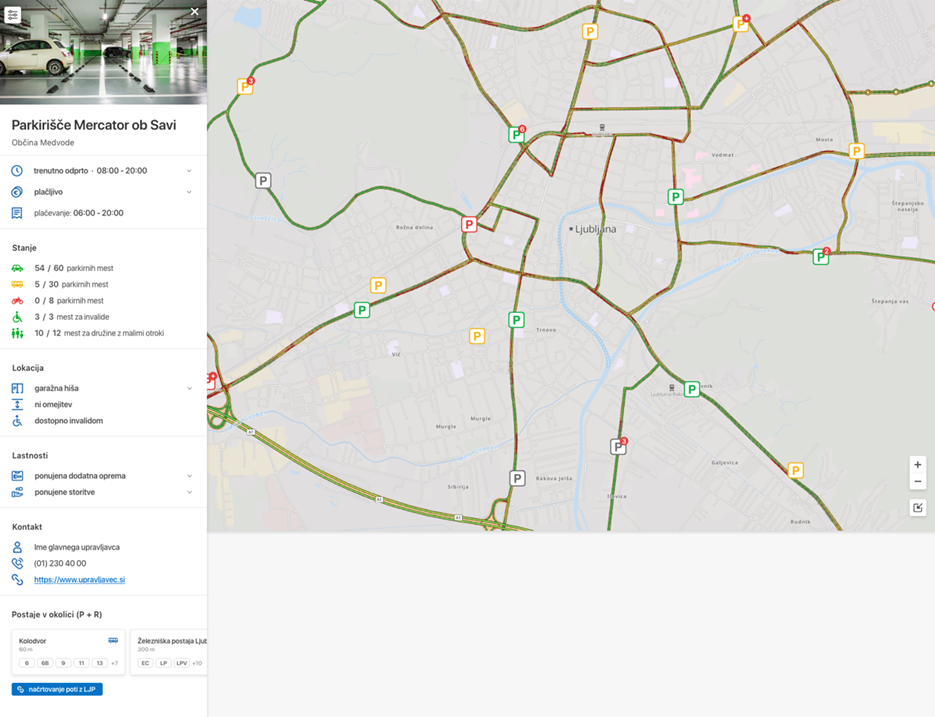 Parkirišče Mercator ob Savi
Občina Medvode
trenutno odprto · 08:00 - 20:00
plačljivo
plačevanje: 06:00 - 20:00
Stanje
54 / 60 parkirnih mest
5 / 30 parkirnih mest
0 / 8 parkirnih mest
3 / 3 mest za invalide
10 / 12 mest za družine z malimi otroki
Lokacija
garažna hiša
ni omejitev
dostopno invalidom
Lastnosti
ponujena dodatna oprema
ponujene storitve
Kontakt
Ime glavnega upravljavca
(01) 230 40 00
https://www.upravljavec.si
Postaje v okolici (P + R)
Kolodvor
60 m
6 6B 9 11 13 +7
Železniška postaja Ljub
300 m
EC LP LPV +10
načrtovanje poti z LJP
P
P
P 3
P 6
Moste
P
Vodmat
P
P
Štepanjsko
naselje
Rožna dolina
P
Ljubljana
P 2
P
Štepanja vas
P
P
Trnovo
P
Vič
P
Murgle
Murgle
P 3
Galjevica
P
Sibirija
P
Rakova Jelša
Rudnik
A1
A1
A1
+
−